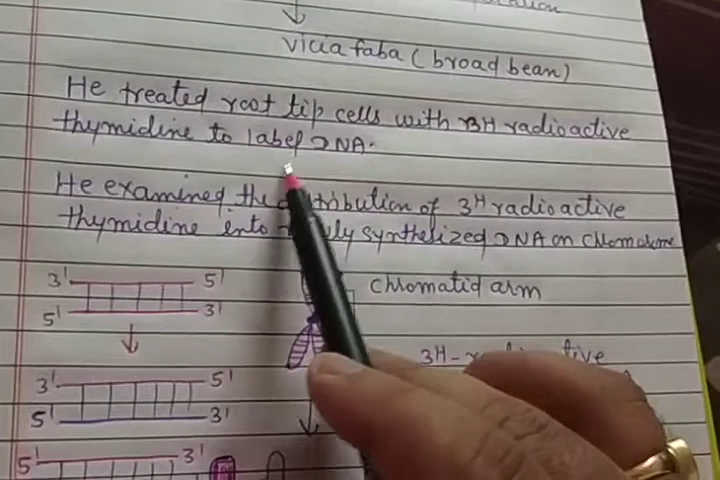 Vicia faba (broad bean)
He treated root tip cells with 3H radioactive
thymidine to label DNA.
He examined the distribution of 3H radioactive
thymidine into synthesized DNA on chromosome
3' 5'
5' 3'
chromatid arm
3' 5'
5' 3'
5' 3'